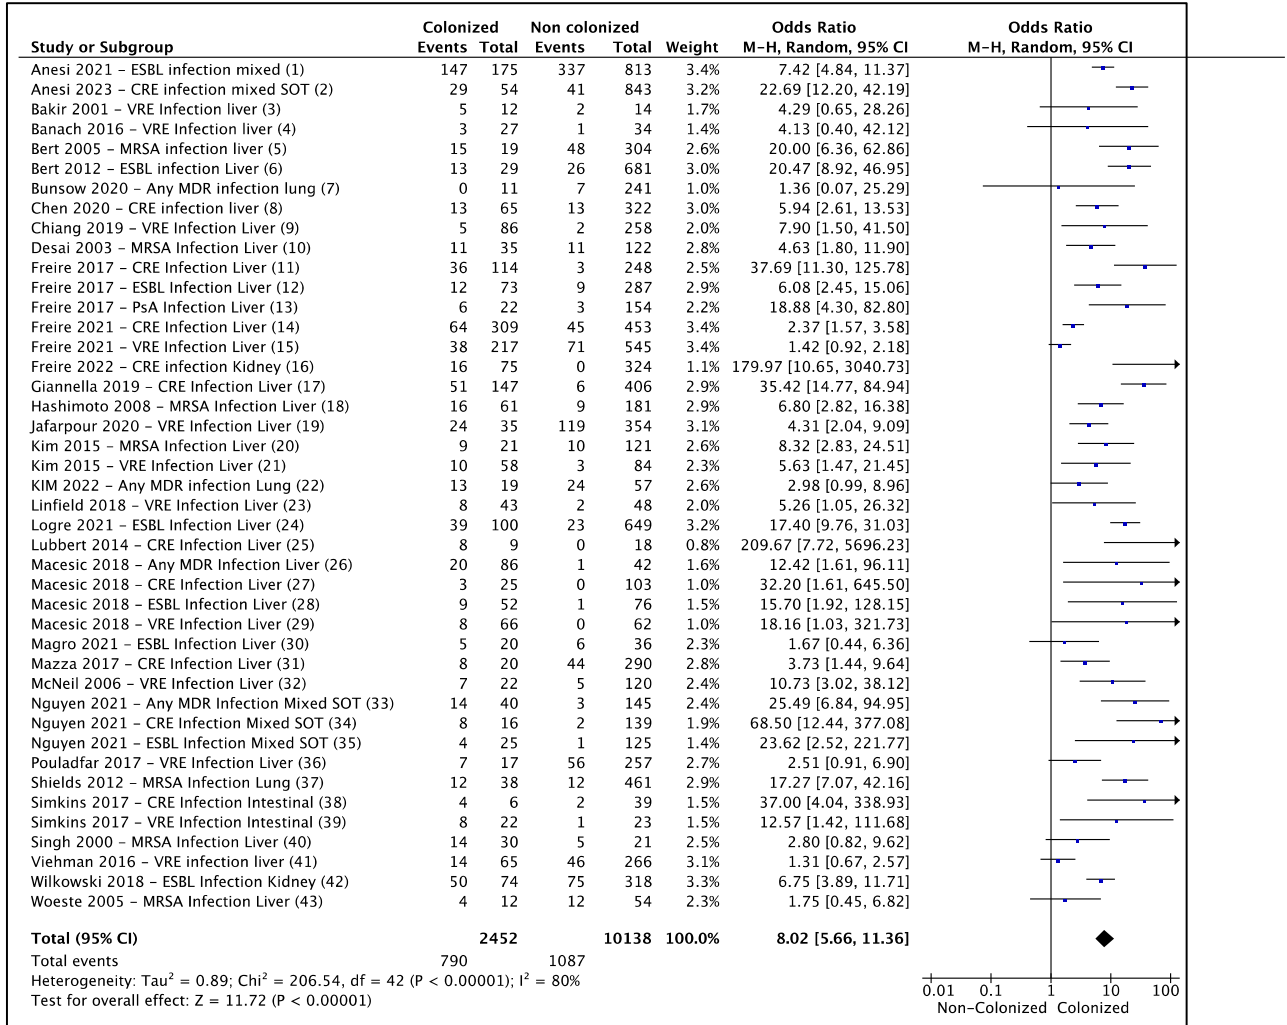 Colonized Non colonized Odds Ratio Odds Ratio
Study or Subgroup Events Total Events Total Weight M-H, Random, 95% CI M-H, Random, 95% CI
Anesi 2021 – ESBL infection mixed (1) 147 175 337 813 3.4% 7.42 [4.84, 11.37]
Anesi 2023 – CRE infection mixed SOT (2) 29 54 41 843 3.2% 22.69 [12.20, 42.19]
Bakir 2001 – VRE Infection liver (3) 5 12 2 14 1.7% 4.29 [0.65, 28.26]
Banach 2016 – VRE Infection liver (4) 3 27 1 34 1.4% 4.13 [0.40, 42.12]
Bert 2005 – MRSA infection liver (5) 15 19 48 304 2.6% 20.00 [6.36, 62.86]
Bert 2012 – ESBL infection Liver (6) 13 29 26 681 3.0% 20.47 [8.92, 46.95]
Bunsow 2020 – Any MDR infection lung (7) 0 11 7 241 1.0% 1.36 [0.07, 25.29]
Chen 2020 – CRE infection liver (8) 13 65 13 322 3.0% 5.94 [2.61, 13.53]
Chiang 2019 – VRE Infection Liver (9) 5 86 2 258 2.0% 7.90 [1.50, 41.50]
Desai 2003 – MRSA Infection Liver (10) 11 35 11 122 2.8% 4.63 [1.80, 11.90]
Freire 2017 – CRE Infection Liver (11) 36 114 3 248 2.5% 37.69 [11.30, 125.78]
Freire 2017 – ESBL Infection Liver (12) 12 73 9 287 2.9% 6.08 [2.45, 15.06]
Freire 2017 – PsA Infection Liver (13) 6 22 3 154 2.1% 18.88 [4.30, 82.80]
Freire 2021 – CRE Infection Liver (14) 64 309 45 453 3.4% 2.37 [1.57, 3.58]
Freire 2021 – VRE Infection Liver (15) 38 217 71 545 3.4% 1.42 [0.92, 2.18]
Freire 2022 – CRE infection Kidney (16) 16 75 0 324 1.1% 179.97 [10.65, 3040.73]
Giannella 2019 – CRE Infection Liver (17) 51 147 6 406 2.9% 35.42 [14.77, 84.94]
Hashimoto 2008 – MRSA Infection Liver (18) 16 61 9 181 2.9% 6.80 [2.82, 16.38]
Jafarpour 2020 – VRE Infection Liver (19) 24 35 119 354 3.1% 4.31 [2.04, 9.09]
Kim 2015 – MRSA Infection Liver (20) 9 21 10 121 2.6% 8.32 [2.83, 24.51]
Kim 2015 – VRE Infection Liver (21) 10 58 3 84 2.3% 5.63 [1.47, 21.45]
KIM 2022 – Any MDR infection Lung (22) 13 19 24 57 2.6% 2.98 [0.99, 8.96]
Linfield 2018 – VRE Infection Liver (23) 8 43 2 48 2.0% 5.26 [1.05, 26.32]
Logre 2021 – ESBL Infection Liver (24) 39 100 23 649 3.2% 17.40 [9.76, 31.03]
Lubbert 2014 – CRE Infection Liver (25) 8 9 0 18 0.8% 209.67 [7.72, 5696.23]
Macesic 2018 – Any MDR Infection Liver (26) 20 86 1 42 1.6% 12.42 [1.61, 96.11]
Macesic 2018 – CRE Infection Liver (27) 3 25 0 103 1.0% 32.20 [1.61, 645.50]
Macesic 2018 – ESBL Infection Liver (28) 9 52 1 76 1.5% 15.70 [1.92, 128.15]
Macesic 2018 – VRE Infection Liver (29) 8 66 0 62 1.0% 18.16 [1.03, 321.73]
Magro 2021 – ESBL Infection Liver (30) 5 20 6 36 2.3% 1.67 [0.44, 6.36]
Mazza 2017 – CRE Infection Liver (31) 8 20 44 290 2.8% 3.73 [1.44, 9.64]
McNeil 2006 – VRE Infection Liver (32) 7 22 5 120 2.4% 10.73 [3.02, 38.12]
Nguyen 2021 – Any MDR Infection Mixed SOT (33) 14 40 3 145 2.4% 25.49 [6.84, 94.95]
Nguyen 2021 – CRE Infection Mixed SOT (34) 8 16 2 139 1.9% 68.50 [12.44, 377.08]
Nguyen 2021 – ESBL Infection Mixed SOT (35) 4 25 1 125 1.4% 23.62 [2.52, 221.77]
Pouladfar 2017 – VRE Infection Liver (36) 7 17 56 257 2.7% 2.51 [0.91, 6.90]
Shields 2012 – MRSA Infection Lung (37) 12 38 12 461 2.9% 17.27 [7.07, 42.16]
Simkins 2017 – CRE Infection Intestinal (38) 4 6 2 39 1.5% 37.00 [4.04, 338.93]
Simkins 2017 – VRE Infection Intestinal (39) 8 22 1 23 1.5% 12.57 [1.42, 111.68]
Singh 2000 – MRSA Infection Liver (40) 14 30 5 21 2.5% 2.80 [0.82, 9.62]
Viehman 2016 – VRE infection liver (41) 14 65 46 266 3.1% 1.31 [0.67, 2.57]
Wilkowski 2018 – ESBL Infection Kidney (42) 50 74 75 318 3.3% 6.75 [3.89, 11.71]
Woeste 2005 – MRSA Infection Liver (43) 4 12 12 54 2.3% 1.75 [0.45, 6.82]
Total (95% CI) 2452 10138 100.0% 8.02 [5.66, 11.36]
Total events 790 1087
Heterogeneity: Tau² = 0.89; Chi² = 206.54, df = 42 (P < 0.00001); I² = 80%
Test for overall effect: Z = 11.72 (P < 0.00001)
0.01 0.1 1 10 100
Non-Colonized Colonized